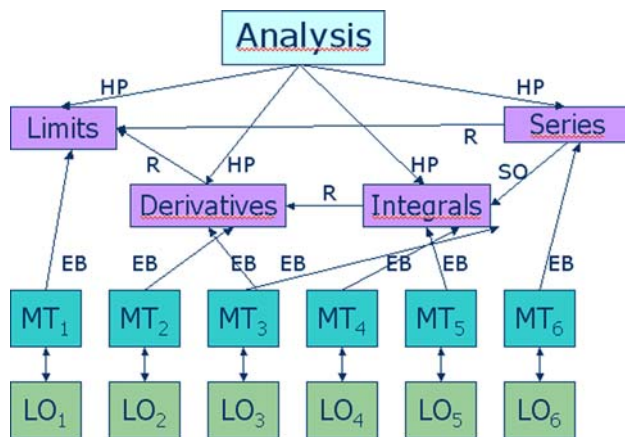 Analysis
HP HP
Limits Series
R
R HP HP SO
Derivatives R Integrals
EB EB EB EB EB EB EB
MT1 MT2 MT3 MT4 MT5 MT6
LO1 LO2 LO3 LO4 LO5 LO6